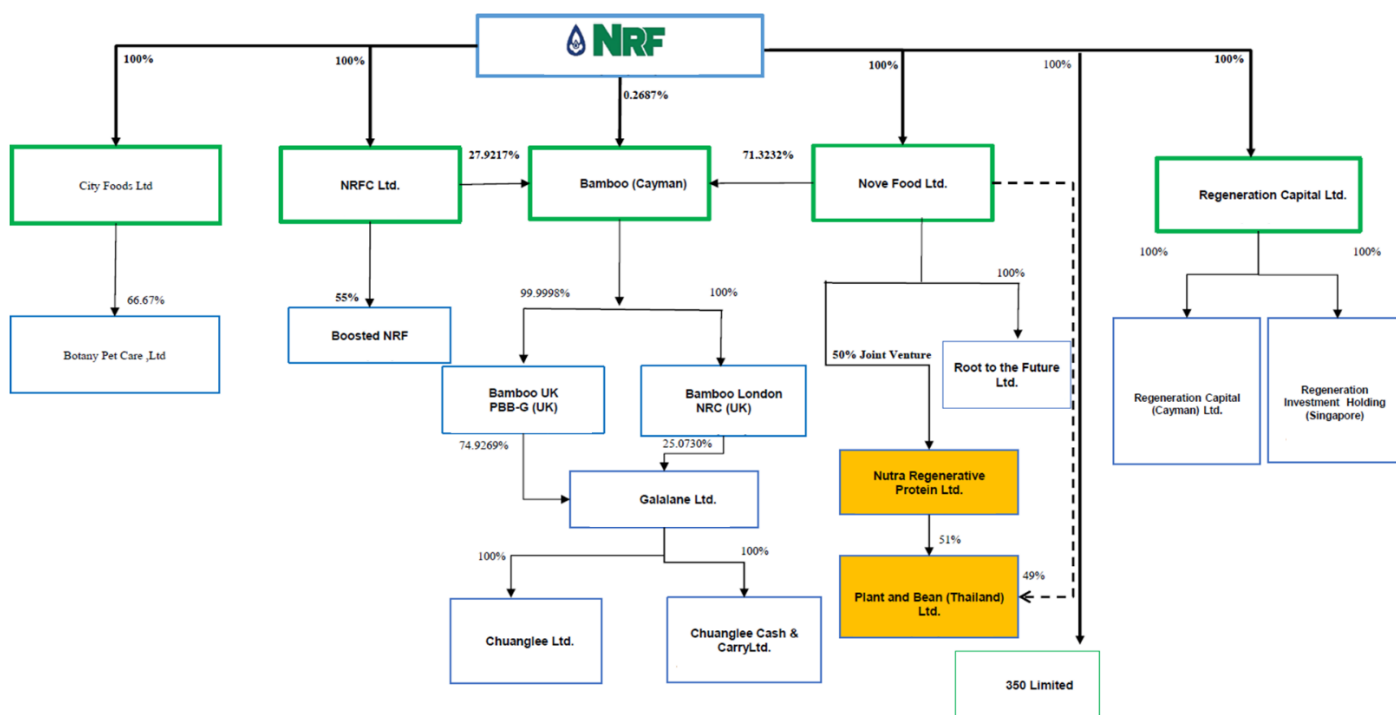 NRF
100%
100%
0.2687%
100%
100%
100%
City Foods Ltd
NRFC Ltd.
27.9217%
Bamboo (Cayman)
71.3232%
Nove Food Ltd.
Regeneration Capital Ltd.
66.67%
55%
99.9998%
100%
100%
100%
100%
Botany Pet Care ,Ltd
Boosted NRF
50% Joint Venture
Root to the Future
Ltd.
Bamboo UK
PBB-G (UK)
Bamboo London
NRC (UK)
Regeneration Capital
(Cayman) Ltd.
Regeneration
Investment Holding
(Singapore)
74.9269%
25.0730%
Galalane Ltd.
Nutra Regenerative
Protein Ltd.
51%
100%
100%
49%
Plant and Bean (Thailand)
Ltd.
Chuanglee Ltd.
Chuanglee Cash &
CarryLtd.
350 Limited